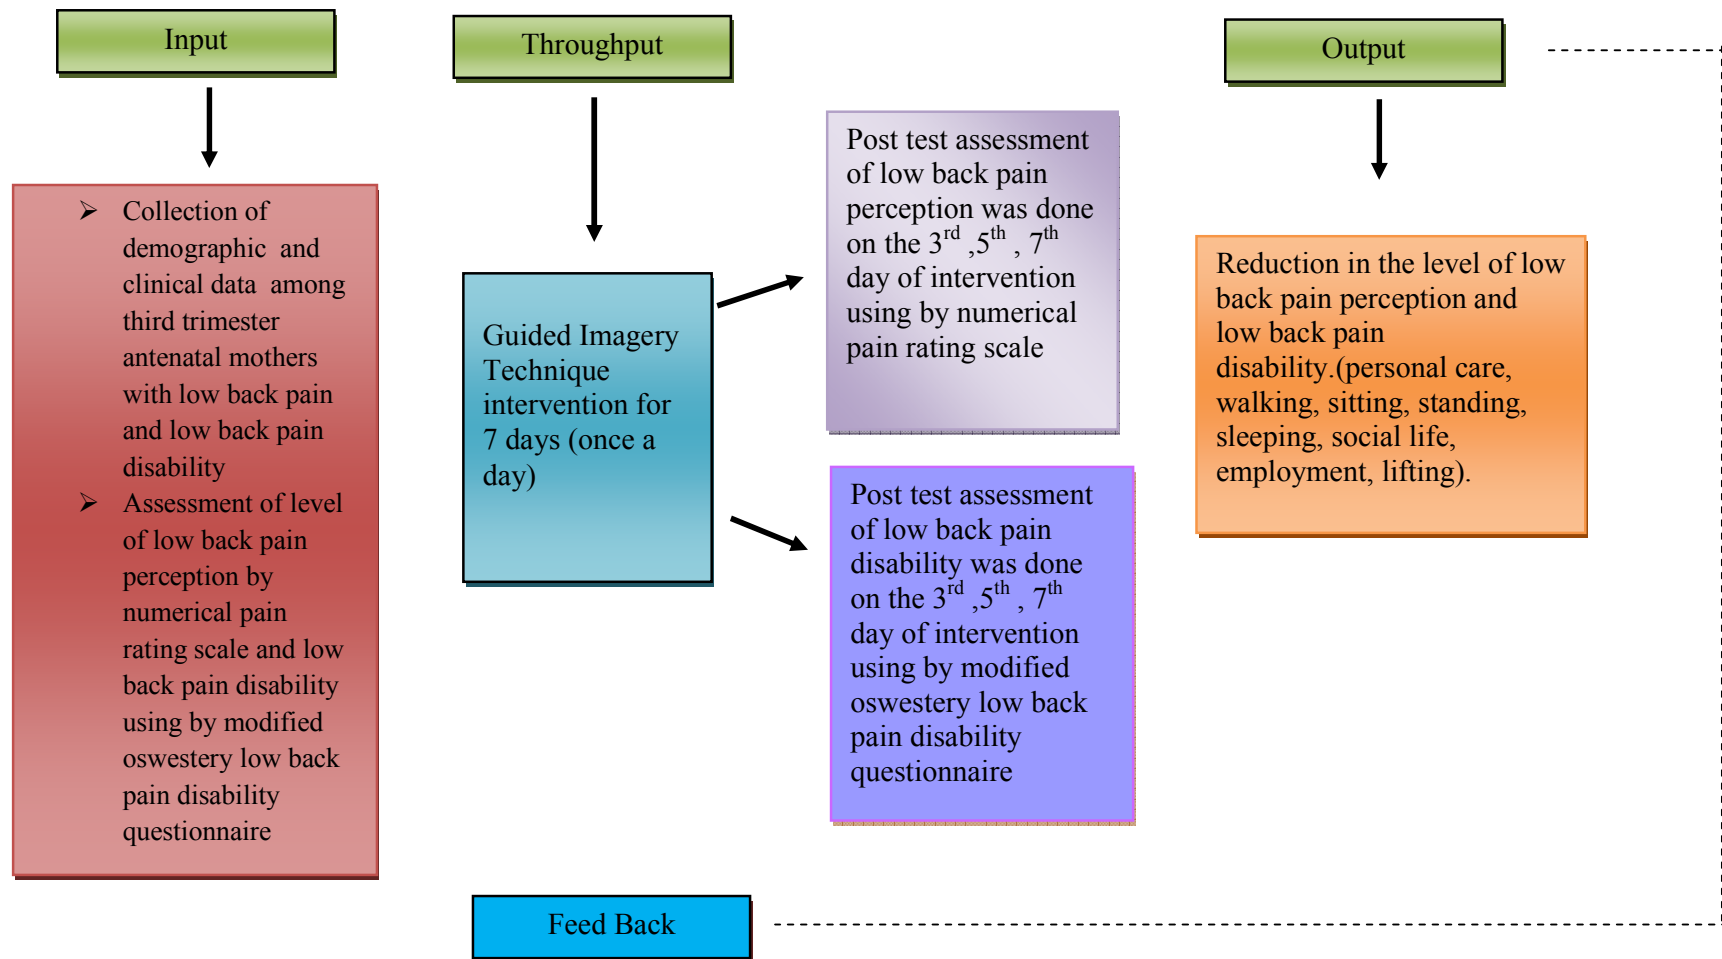 Input
➢ Collection of
demographic and
clinical data among
third trimester
antenatal mothers
with low back pain
and low back pain
disability
➢ Assessment of level
of low back pain
perception by
numerical pain
rating scale and low
back pain disability
using by modified
oswestery low back
pain disability
questionnaire
Throughput
Guided Imagery
Technique
intervention for
7 days (once a
day)
Post test assessment
of low back pain
perception was done
on the 3rd ,5th , 7th
day of intervention
using by numerical
pain rating scale
Post test assessment
of low back pain
disability was done
on the 3rd ,5th , 7th
day of intervention
using by modified
oswestery low back
pain disability
questionnaire
Output
Reduction in the level of low
back pain perception and
low back pain
disability.(personal care,
walking, sitting, standing,
sleeping, social life,
employment, lifting).
Feed Back